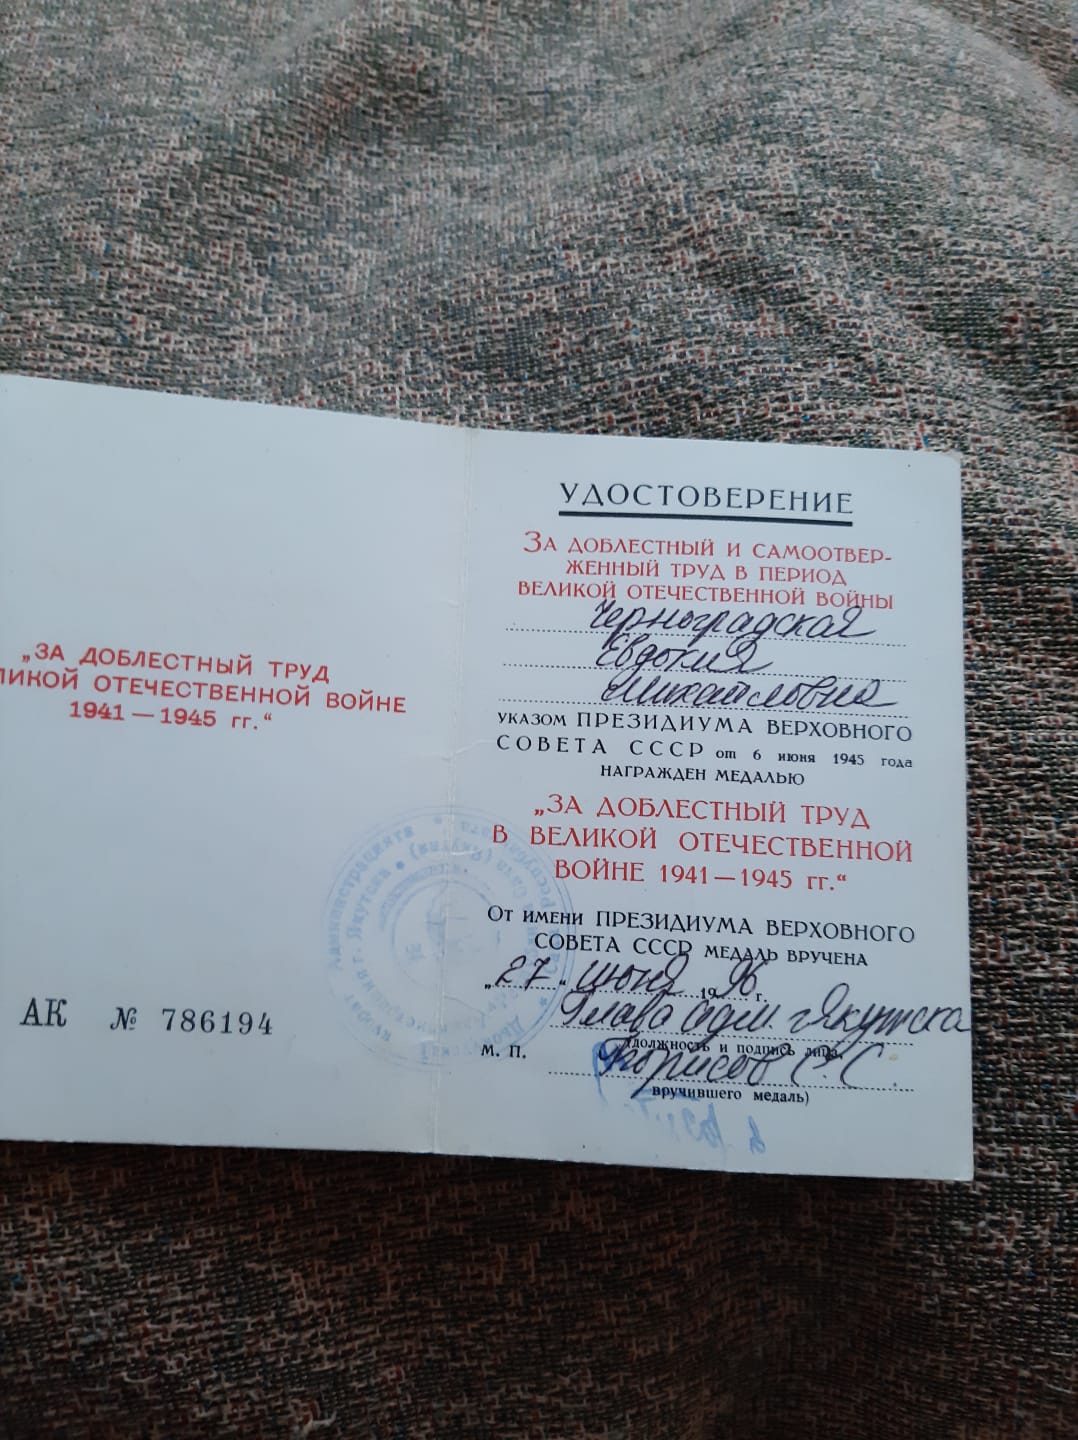 „ЗА ДОБЛЕСТНЫЙ ТРУД
ЛИКОЙ ОТЕЧЕСТВЕННОЙ ВОЙНЕ
1941 — 1945 гг.“
АК № 786194
УДОСТОВЕРЕНИЕ
ЗА ДОБЛЕСТНЫЙ И САМООТВЕР-
ЖЕННЫЙ ТРУД В ПЕРИОД
ВЕЛИКОЙ ОТЕЧЕСТВЕННОЙ ВОЙНЫ
Черноградская
Евдокия
Михайловна
УКАЗОМ ПРЕЗИДИУМА ВЕРХОВНОГО
СОВЕТА СССР от 6 июня 1945 года
НАГРАЖДЕН МЕДАЛЬЮ
„ЗА ДОБЛЕСТНЫЙ ТРУД
В ВЕЛИКОЙ ОТЕЧЕСТВЕННОЙ
ВОЙНЕ 1941 — 1945 гг.“
ОТ ИМЕНИ ПРЕЗИДИУМА ВЕРХОВНОГО
СОВЕТА СССР МЕДАЛЬ ВРУЧЕНА
„27“ июня 1996 г.
Глава адм. г Якутска
М. П. (должность и подпись лица,
Борисов С. С.
вручившего медаль)